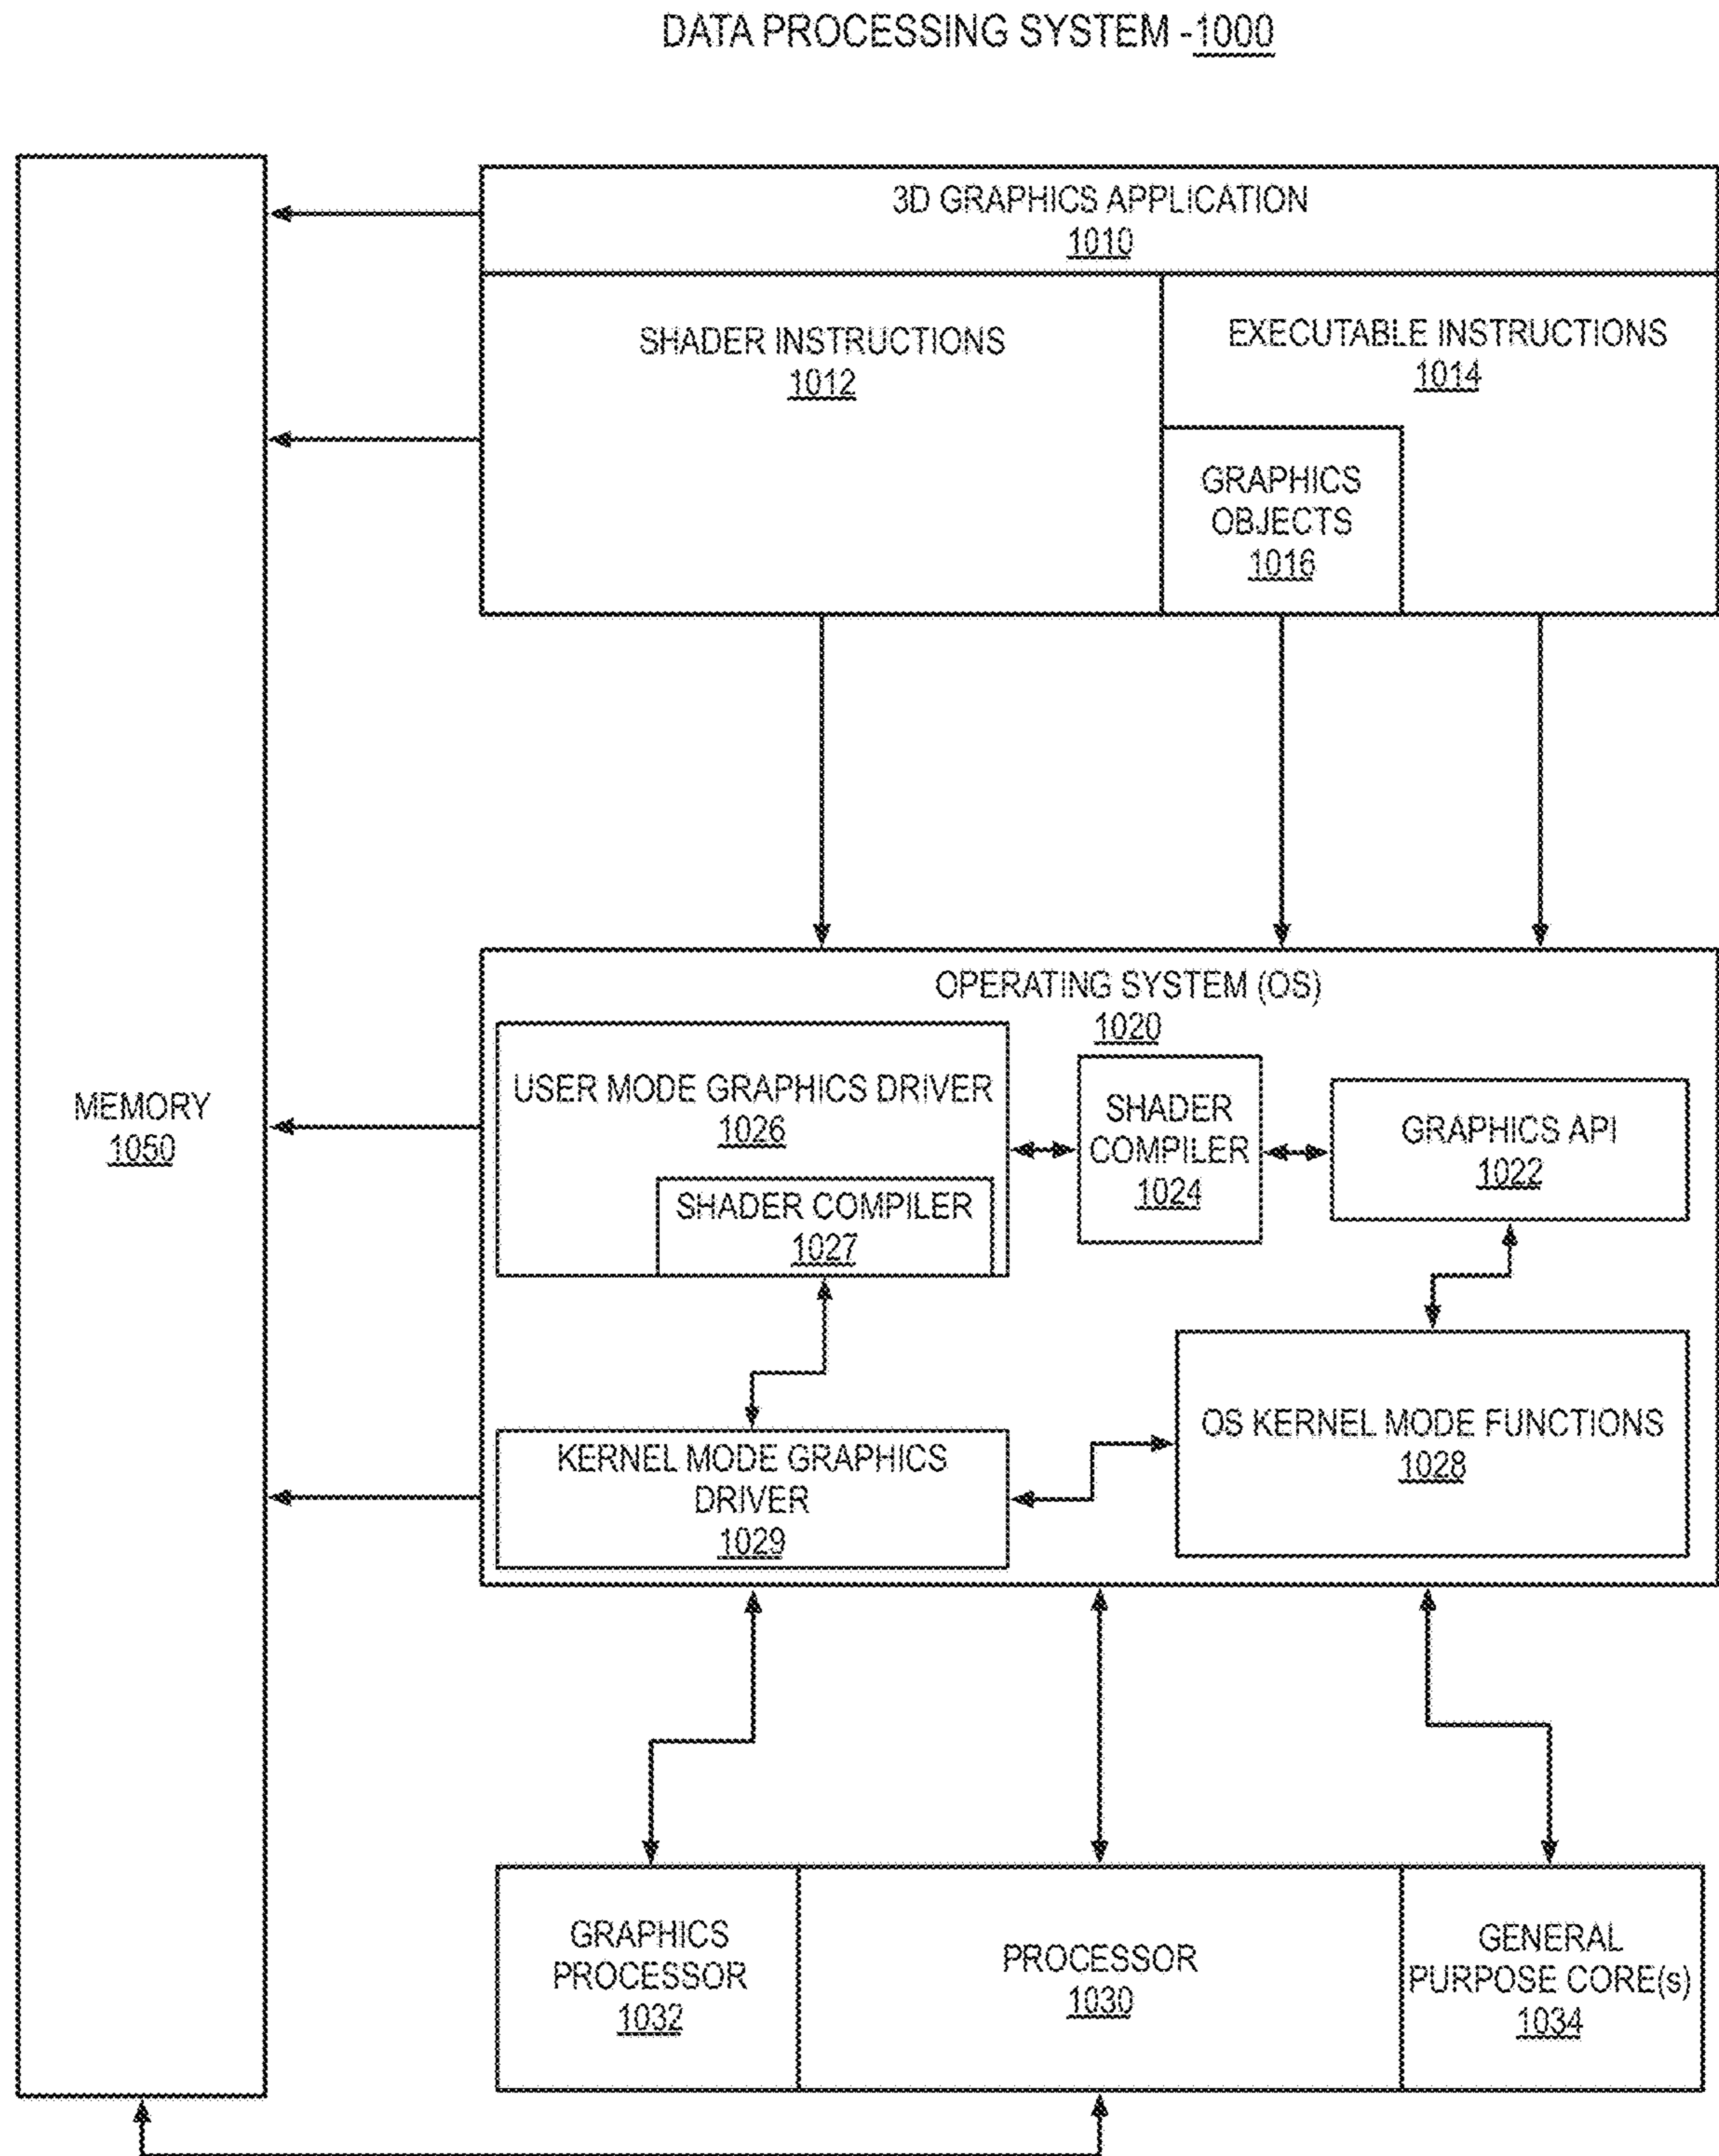 DATA PROCESSING SYSTEM -1000
3D GRAPHICS APPLICATION
1010
SHADER INSTRUCTIONS
1012
EXECUTABLE INSTRUCTIONS
1014
GRAPHICS
OBJECTS
1016
MEMORY
1050
OPERATING SYSTEM (OS)
1020
USER MODE GRAPHICS DRIVER
1026
SHADER COMPILER
1027
SHADER
COMPILER
1024
GRAPHICS API
1022
KERNEL MODE GRAPHICS
DRIVER
1029
OS KERNEL MODE FUNCTIONS
1028
GRAPHICS
PROCESSOR
1032
PROCESSOR
1030
GENERAL
PURPOSE CORE(s)
1034